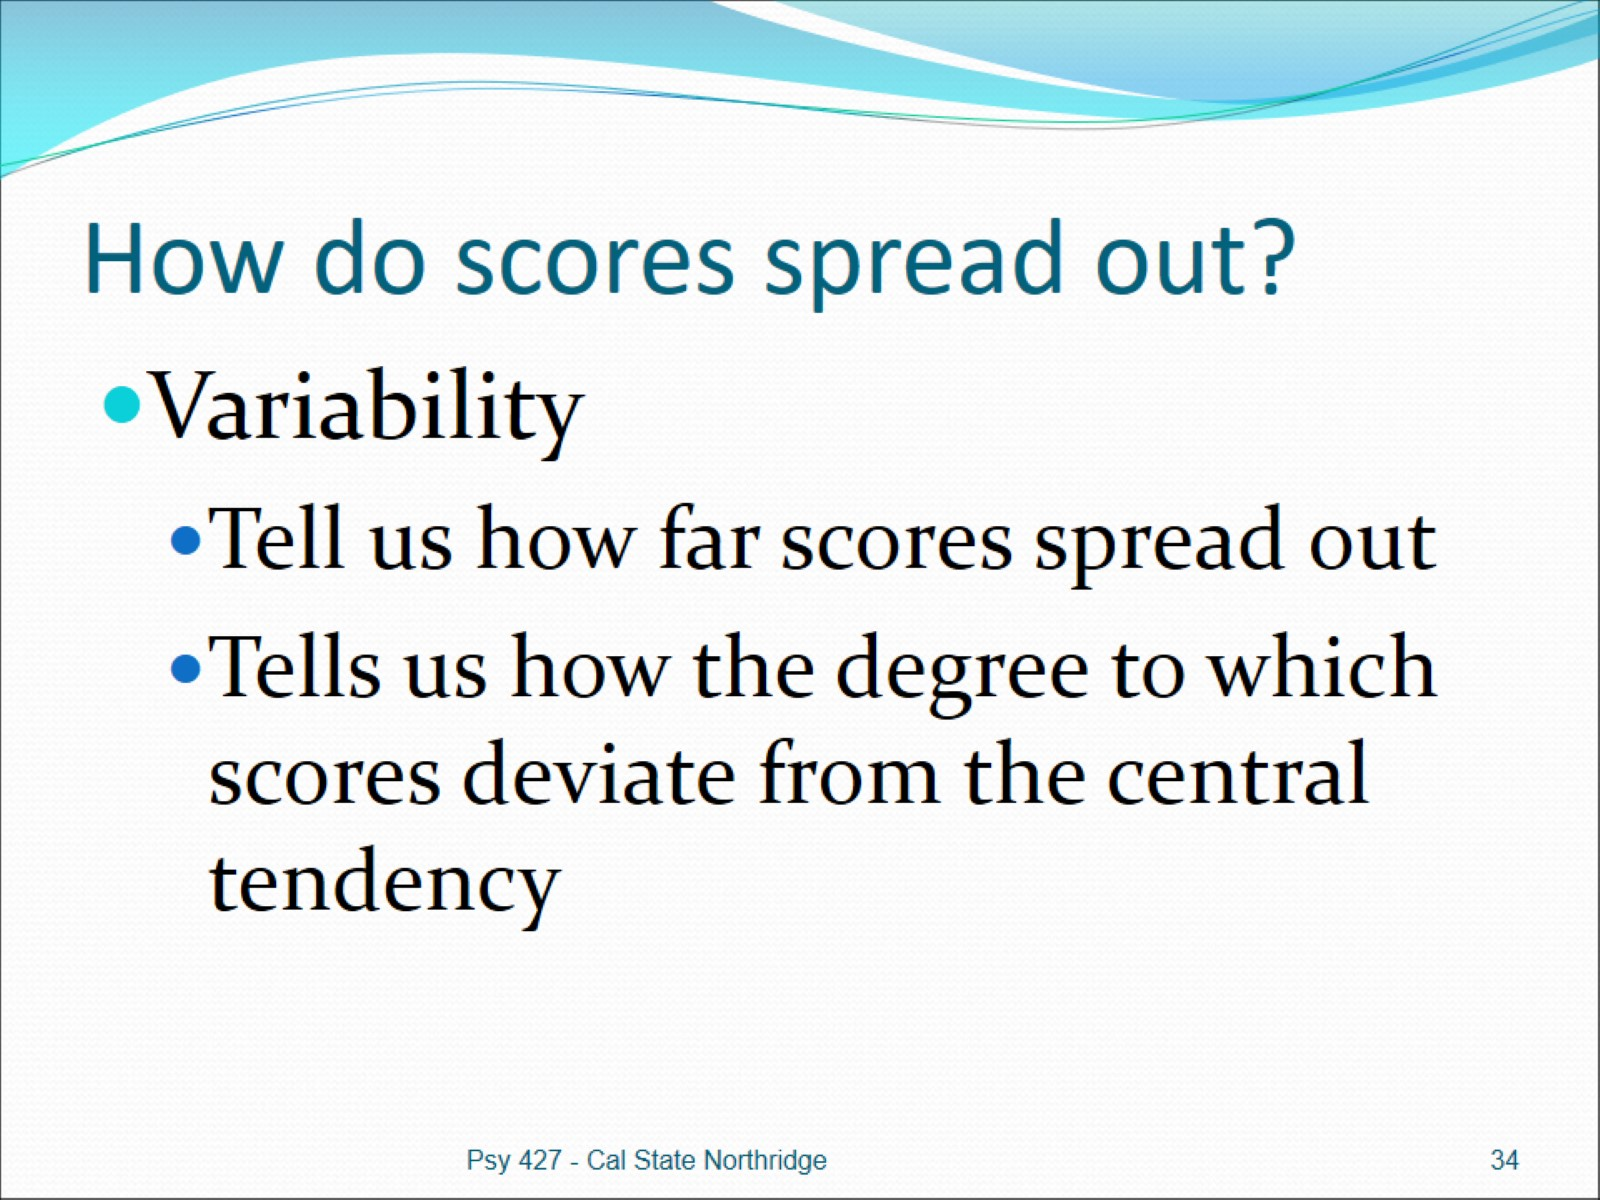 How do scores spread out?
•Variability
•Tell us how far scores spread out
•Tells us how the degree to which
scores deviate from the central
tendency
Psy 427 - Cal State Northridge
34